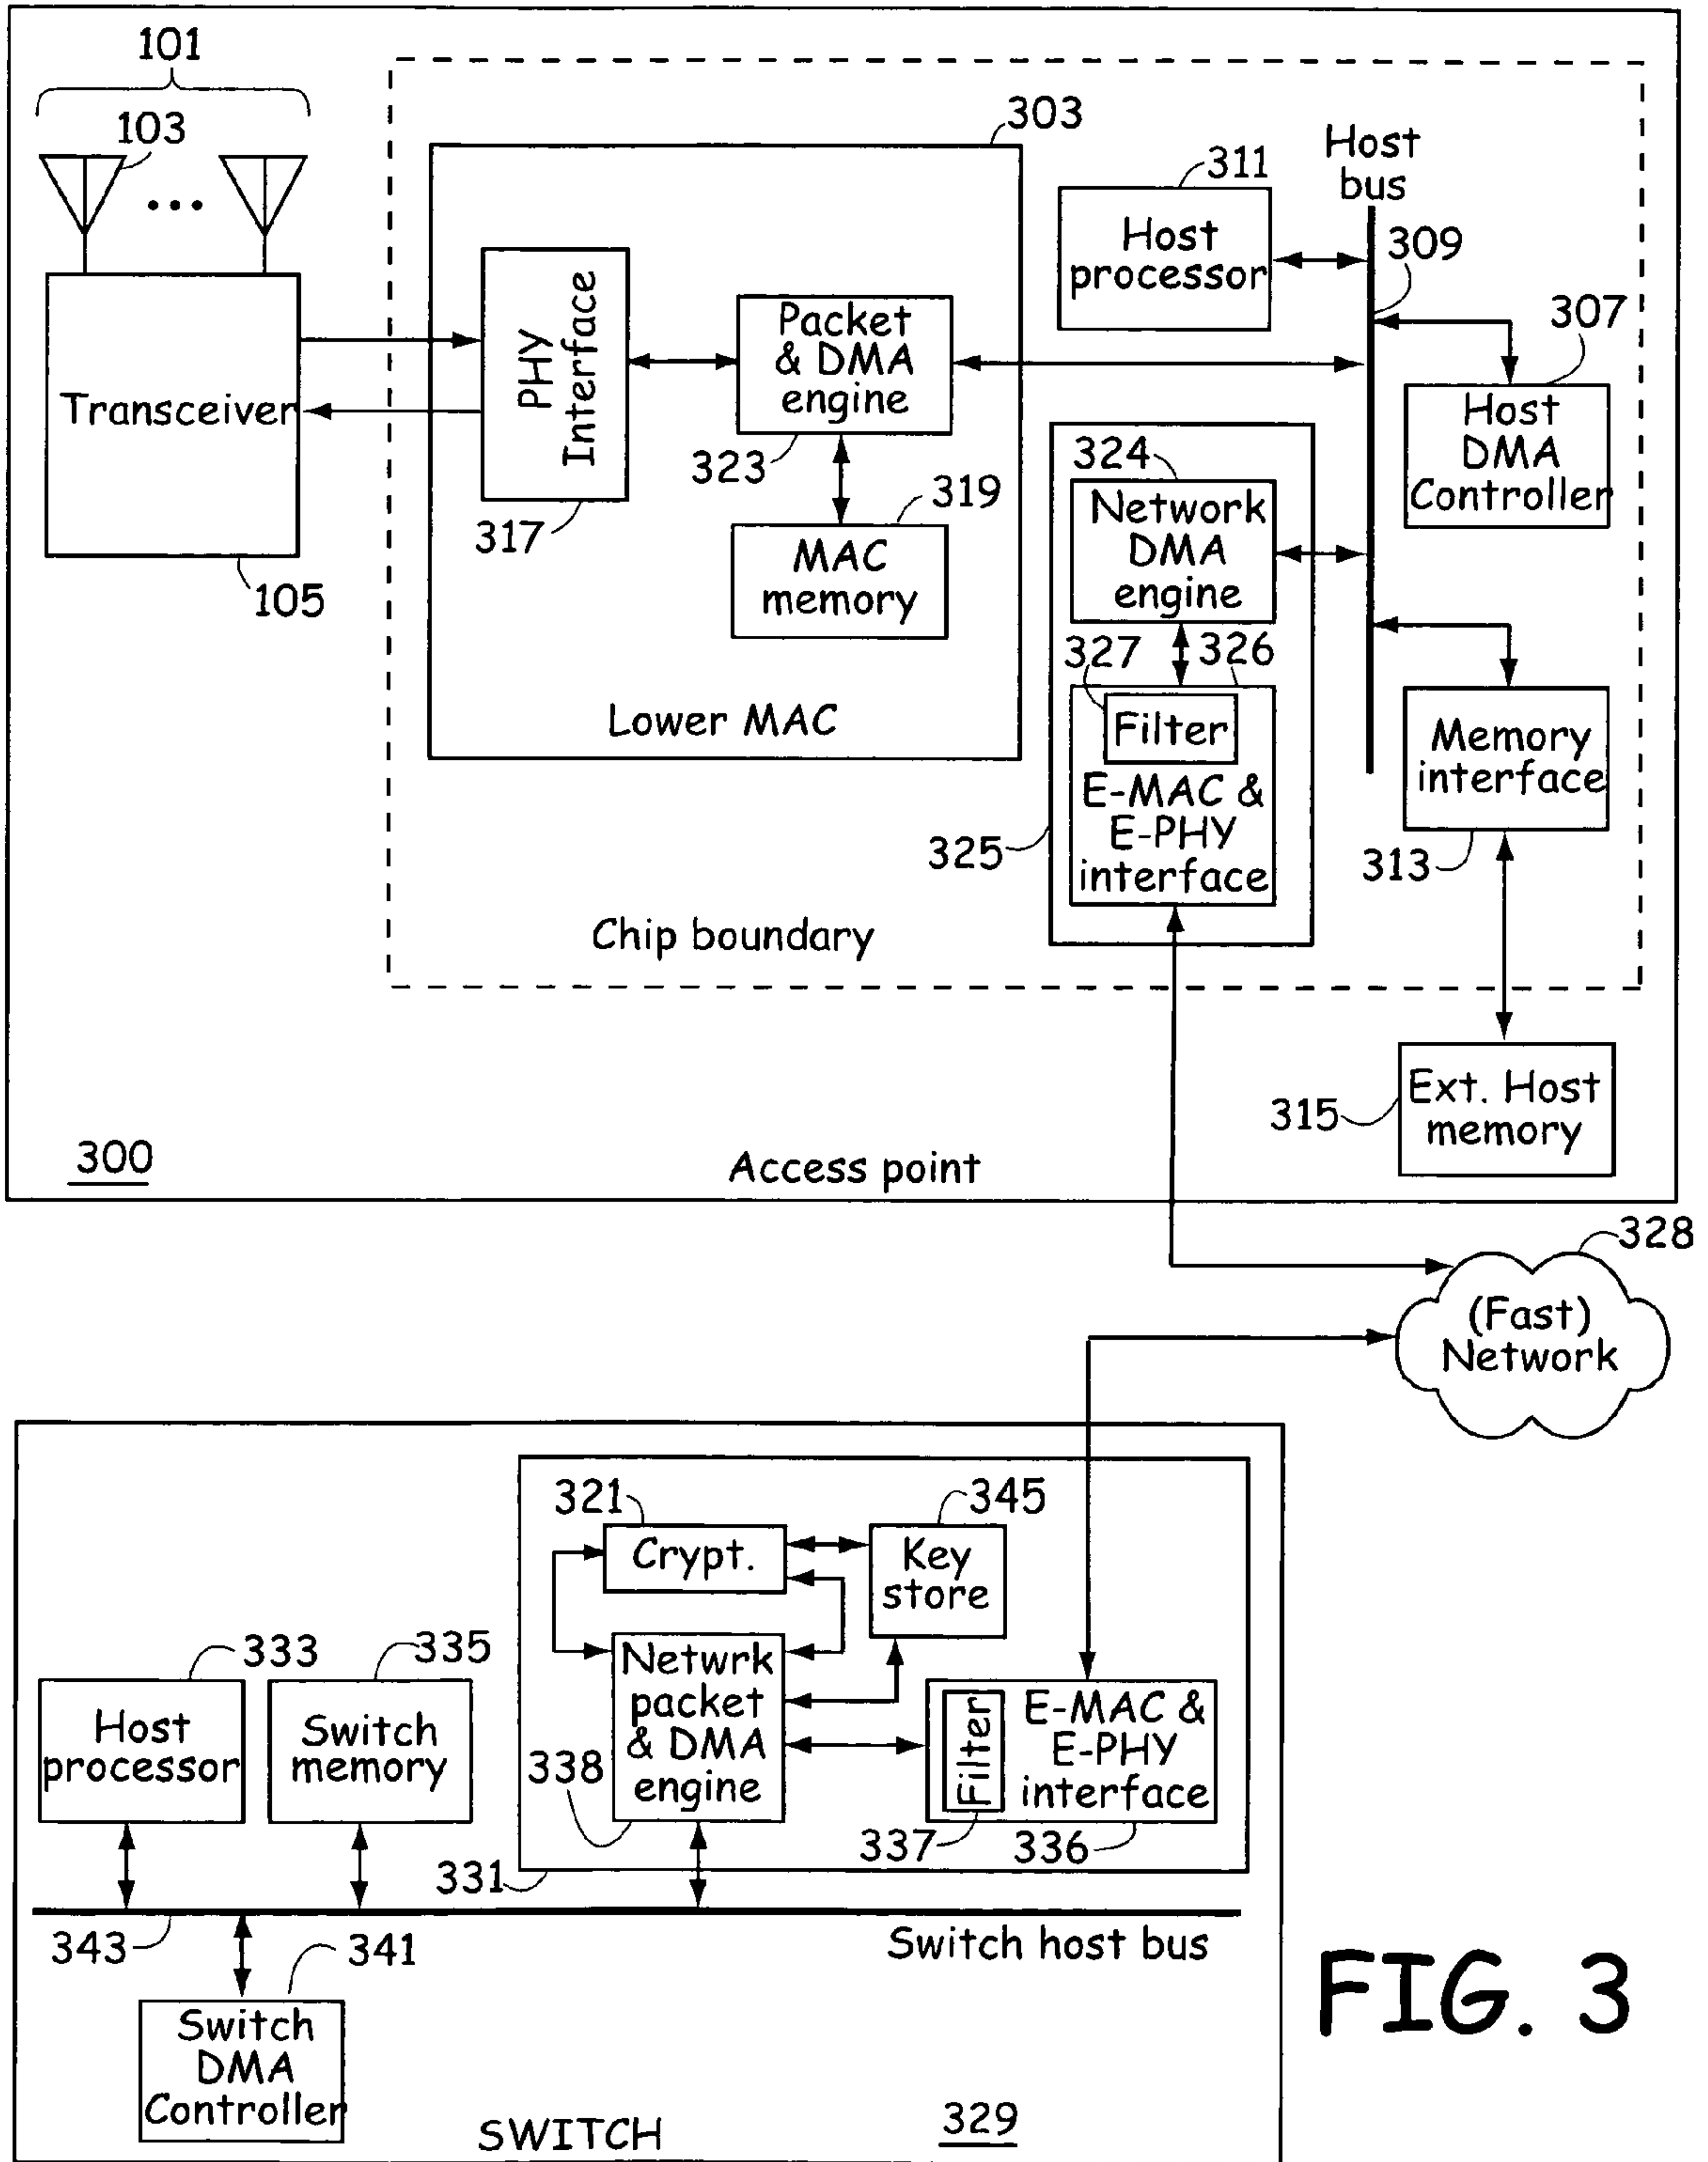 101
103
303
Host
bus
311
Host
processor
309
307
PHY
Interface
Packet
& DMA
engine
Transceiver
Host
DMA
Controller
323
324
319
317
Network
DMA
engine
MAC
memory
105
327
326
Filter
Lower MAC
Memory
interface
E-MAC &
E-PHY
interface
325
313
Chip boundary
Ext. Host
memory
315
300
Access point
328
(Fast)
Network
321
345
Crypt.
Key
store
333
335
Netwrk
packet
& DMA
engine
Host
processor
Switch
memory
Filter
E-MAC &
E-PHY
interface
338
337
336
331
343
341
Switch host bus
Switch
DMA
Controller
FIG. 3
SWITCH
329